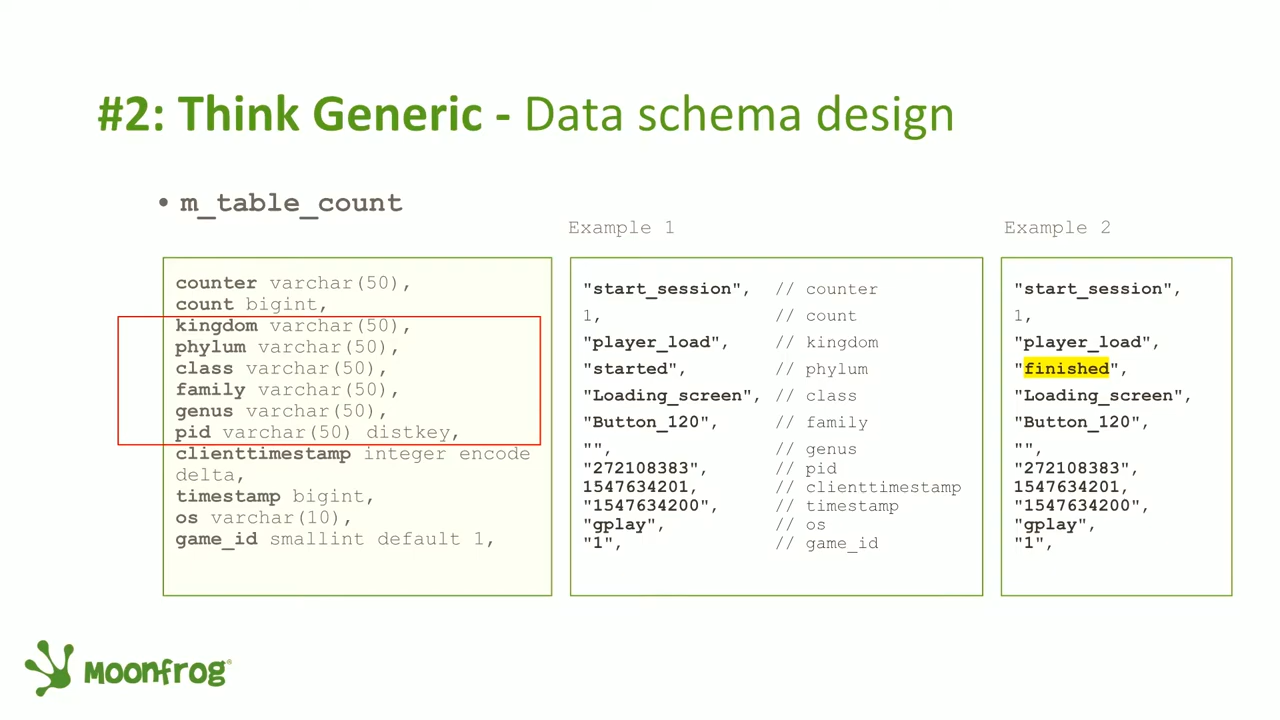 #2: Think Generic - Data schema design
• m_table_count
counter varchar(50),
count bigint,
kingdom varchar(50),
phylum varchar(50),
class varchar(50),
family varchar(50),
genus varchar(50),
pid varchar(50) distkey,
clienttimestamp integer encode
delta,
timestamp bigint,
os varchar(10),
game_id smallint default 1,
Example 1
"start_session", // counter
1, // count
"player_load", // kingdom
"started", // phylum
"Loading_screen", // class
"Button_120", // family
"", // genus
"272108383", // pid
1547634201, // clienttimestamp
"1547634200", // timestamp
"gplay", // os
"1", // game_id
Example 2
"start_session",
1,
"player_load",
"finished",
"Loading_screen",
"Button_120",
"",
"272108383",
1547634201,
"1547634200",
"gplay",
"1",
Moonfrog